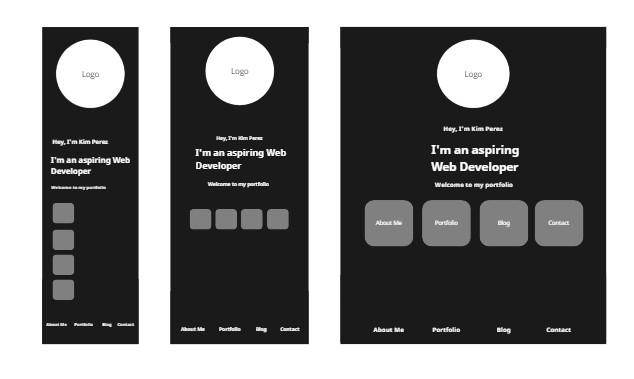 Logo
Hey, I'm Kim Perez
I'm an aspiring Web
Developer
Welcome to my portfolio
About Me Portfolio Blog Contact
Logo
Hey, I'm Kim Perez
I'm an aspiring Web
Developer
Welcome to my portfolio
About Me Portfolio Blog Contact
Logo
Hey, I'm Kim Perez
I'm an aspiring
Web Developer
Welcome to my portfolio
About Me Portfolio Blog Contact
About Me Portfolio Blog Contact